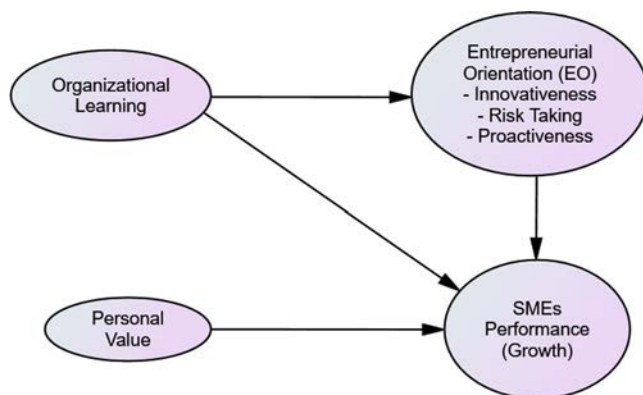 Organizational
Learning
Entrepreneurial
Orientation (EO)
- Innovativeness
- Risk Taking
- Proactiveness
Personal
Value
SMEs
Performance
(Growth)